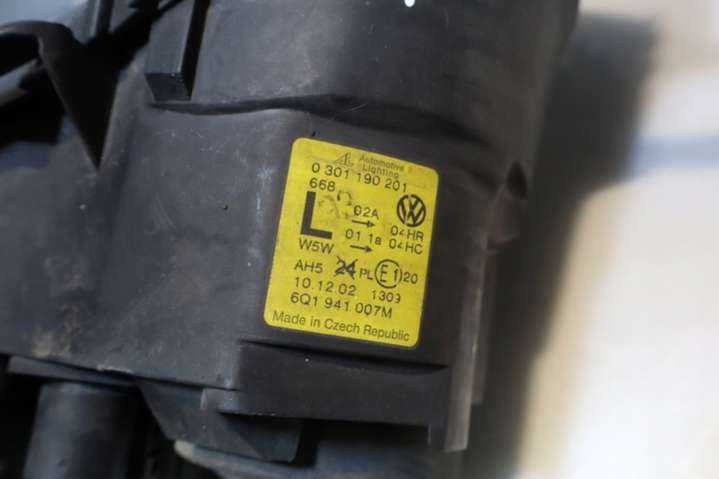 Automotive
Lighting
0 301 190 201
668
L 02A
04HR
01 1a 04HC
W5W
AH5 24 PL E1 20
10.12.02 1309
6Q1 941 007M
Made in Czech Republic